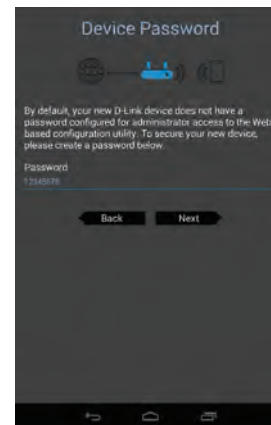 Device Password
By default, your new D-Link device does not have a
password configured for administrator access to the Web-
based configuration utility. To secure your new device,
please create a password below.
Password
12345678
Back Next